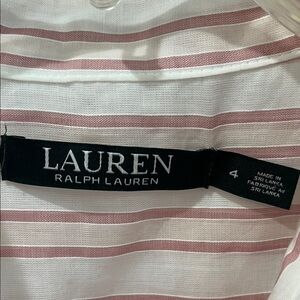 LAUREN
RALPH LAUREN
4
MADE IN
SRI LANKA
FABRIQUÉ AU
SRI LANKA